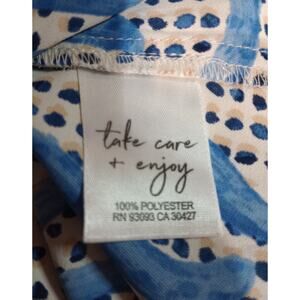 take care
+ enjoy
100% POLYESTER
RN 93093 CA 30427